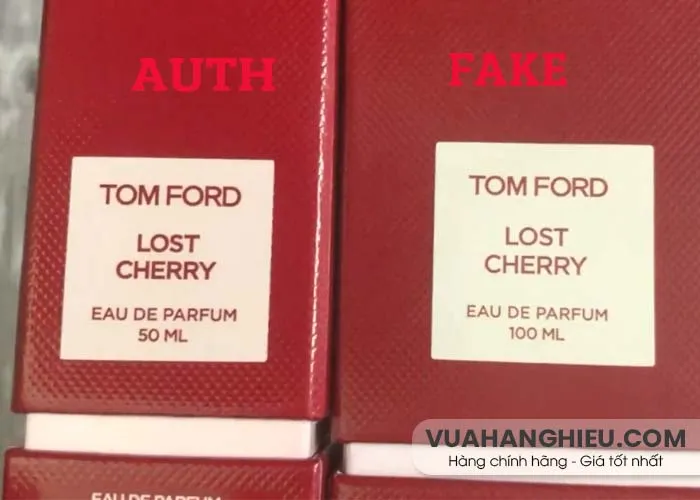 AUTH
FAKE
TOM FORD
LOST
CHERRY
EAU DE PARFUM
50 ML
TOM FORD
LOST
CHERRY
EAU DE PARFUM
100 ML
VUAHANGHIEU.COM
Hàng chính hãng - Giá tốt nhất
EAU DE PARFUM